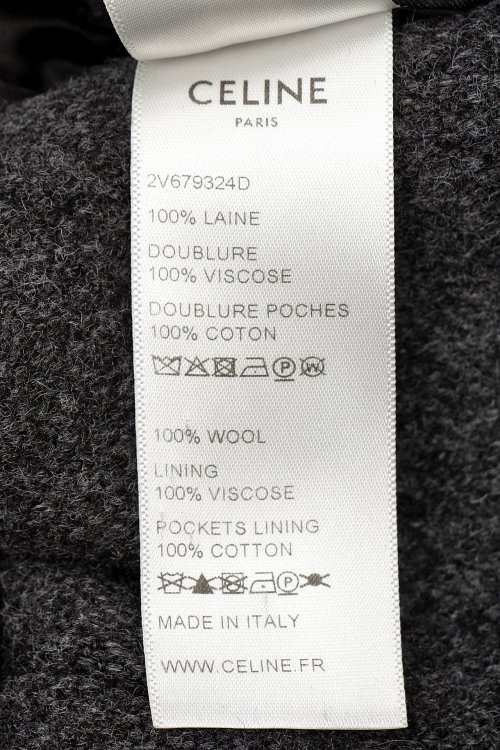 CELINE
PARIS
2V679324D
100% LAINE
DOUBLURE
100% VISCOSE
DOUBLURE POCHES
100% COTON
P W
100% WOOL
LINING
100% VISCOSE
POCKETS LINING
100% COTTON
P
MADE IN ITALY
WWW.CELINE.FR